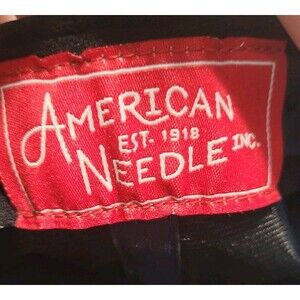 AMERICAN
EST- 1918
NEEDLE INC.